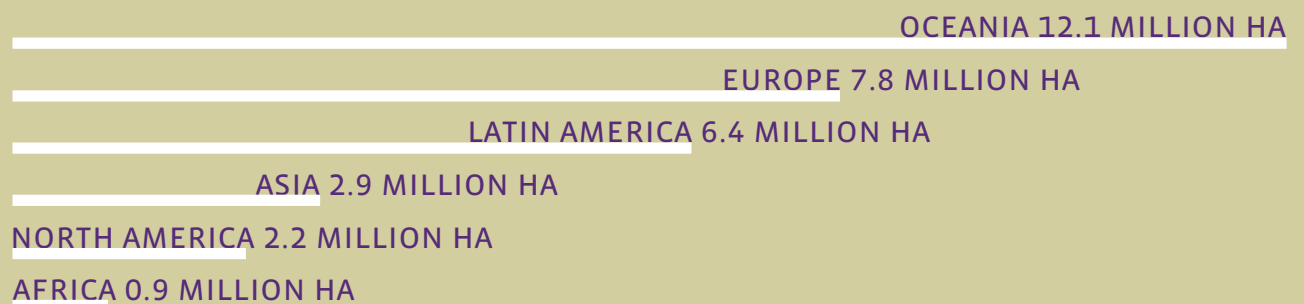 OCEANIA 12.1 MILLION HA
EUROPE 7.8 MILLION HA
LATIN AMERICA 6.4 MILLION HA
ASIA 2.9 MILLION HA
NORTH AMERICA 2.2 MILLION HA
AFRICA 0.9 MILLION HA